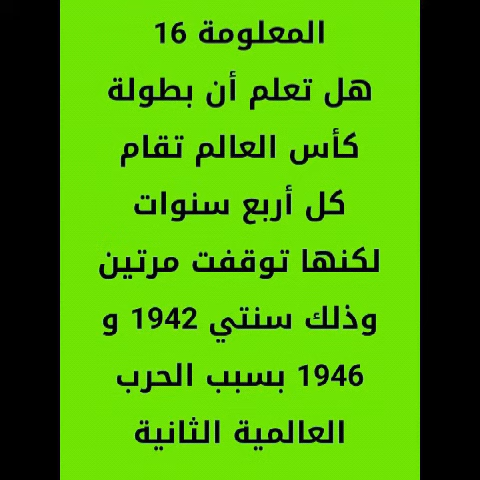 المعلومة 16
هل تعلم أن بطولة
كأس العالم تقام
كل أربع سنوات
لكنها توقفت مرتين
وذلك سنتي 1942 و
1946 بسبب الحرب
العالمية الثانية